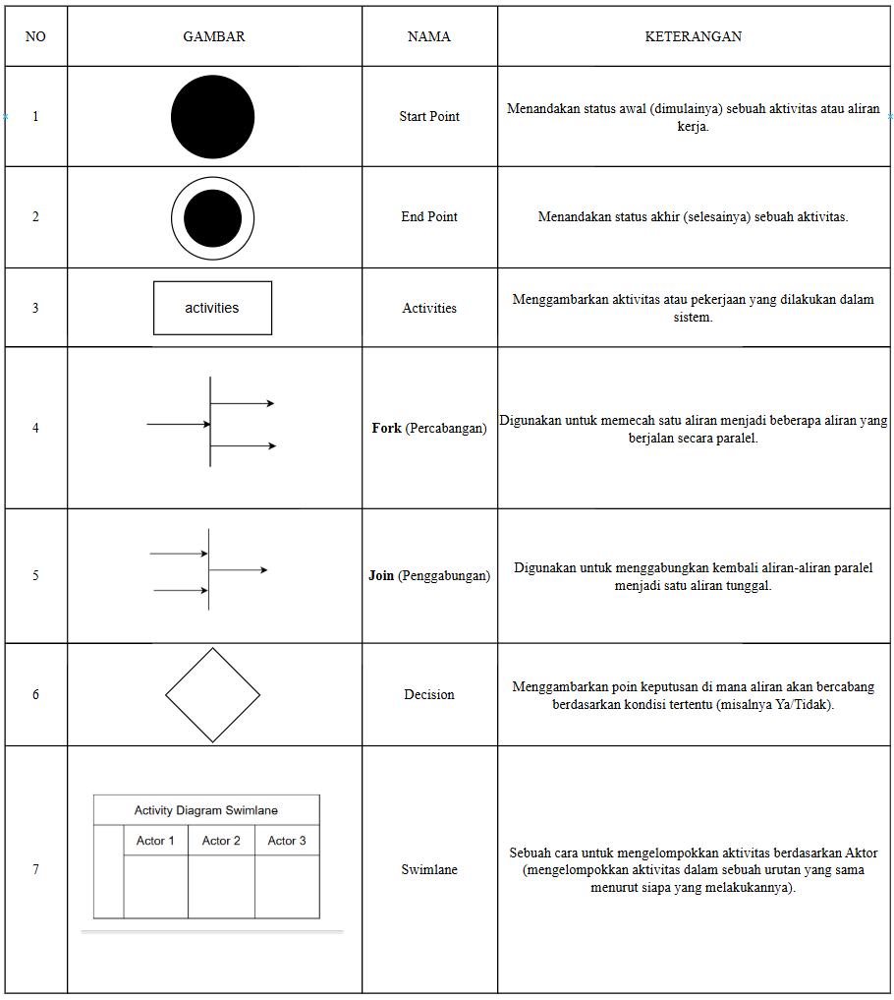 NO GAMBAR NAMA KETERANGAN
1 Start Point Menandakan status awal (dimulainya) sebuah aktivitas atau aliran
kerja.
2 End Point Menandakan status akhir (selesainya) sebuah aktivitas.
3 activities Activities Menggambarkan aktivitas atau pekerjaan yang dilakukan dalam
sistem.
4 Fork (Percabangan) Digunakan untuk memecah satu aliran menjadi beberapa aliran yang
berjalan secara paralel.
5 Join (Penggabungan) Digunakan untuk menggabungkan kembali aliran-aliran paralel
menjadi satu aliran tunggal.
6 Decision Menggambarkan poin keputusan di mana aliran akan bercabang
berdasarkan kondisi tertentu (misalnya Ya/Tidak).
7
Activity Diagram Swimlane
Actor 1 Actor 2 Actor 3
Swimlane
Sebuah cara untuk mengelompokkan aktivitas berdasarkan Aktor
(mengelompokkan aktivitas dalam sebuah urutan yang sama
menurut siapa yang melakukannya).